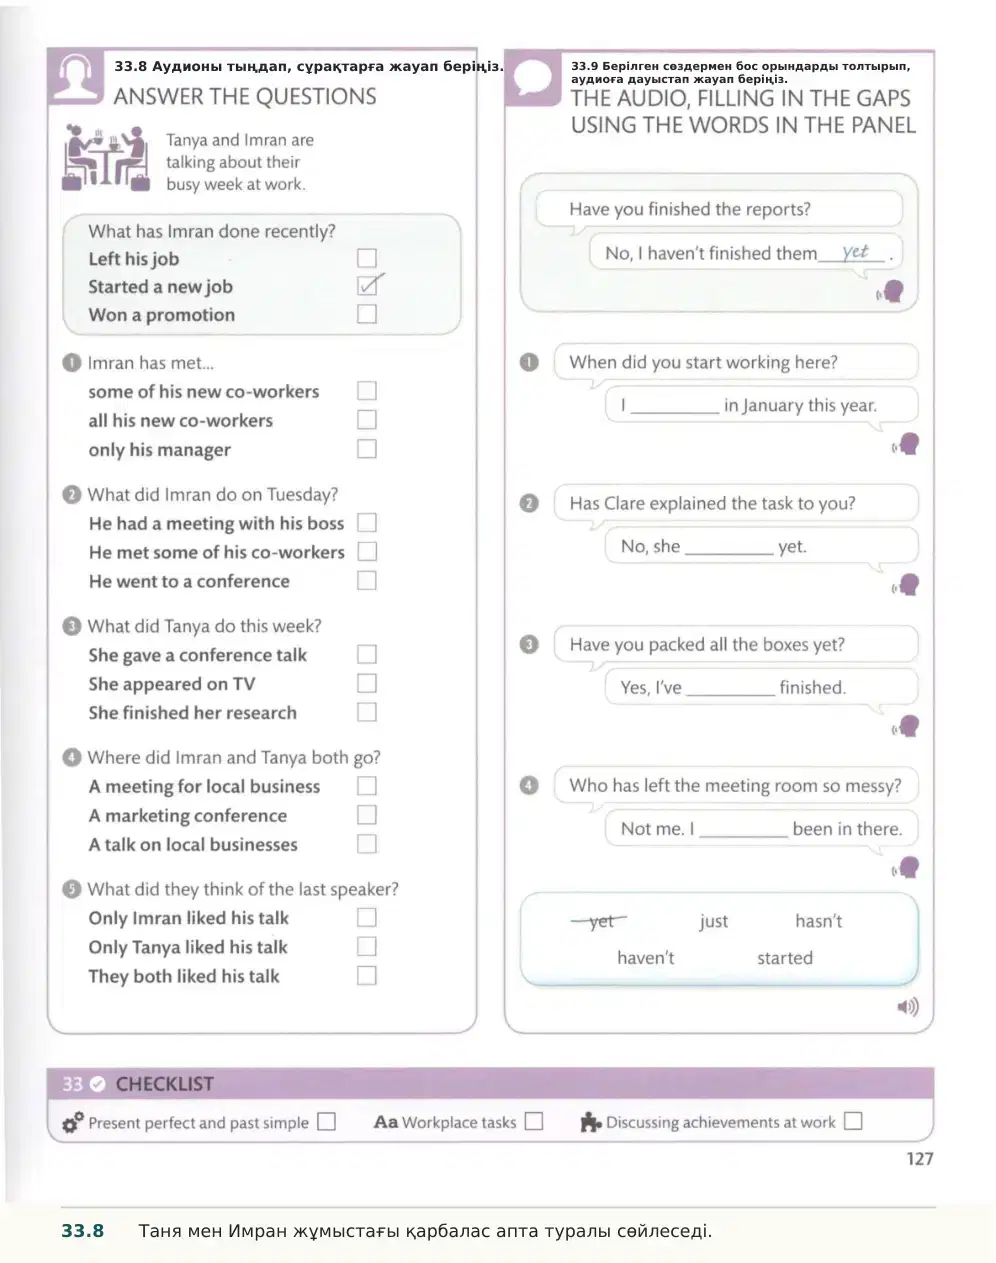 33.8 Аудионы тыңдап, сұрақтарға жауап беріңіз.
ANSWER THE QUESTIONS
Tanya and Imran are
talking about their
busy week at work.
What has Imran done recently?
Left his job
Started a new job
Won a promotion
1 Imran has met...
some of his new co-workers
all his new co-workers
only his manager
2 What did Imran do on Tuesday?
He had a meeting with his boss
He met some of his co-workers
He went to a conference
3 What did Tanya do this week?
She gave a conference talk
She appeared on TV
She finished her research
4 Where did Imran and Tanya both go?
A meeting for local business
A marketing conference
A talk on local businesses
5 What did they think of the last speaker?
Only Imran liked his talk
Only Tanya liked his talk
They both liked his talk
33.9 Берілген сөздермен бос орындарды толтырып,
аудиоға дауыстап жауап беріңіз.
THE AUDIO, FILLING IN THE GAPS
USING THE WORDS IN THE PANEL
Have you finished the reports?
No, I haven't finished them yet .
1 When did you start working here?
I ________ in January this year.
2 Has Clare explained the task to you?
No, she ________ yet.
3 Have you packed all the boxes yet?
Yes, I've ________ finished.
4 Who has left the meeting room so messy?
Not me. I ________ been in there.
yet just hasn't
haven't started
33 CHECKLIST
Present perfect and past simple Aa Workplace tasks Discussing achievements at work
127
33.8 Таня мен Имран жұмыстағы қарбалас апта туралы сөйлеседі.